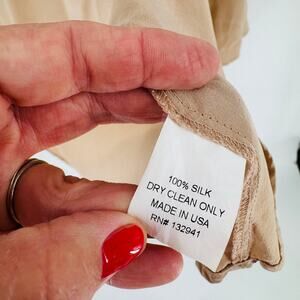 100% SILK
DRY CLEAN ONLY
MADE IN USA
RN# 132941